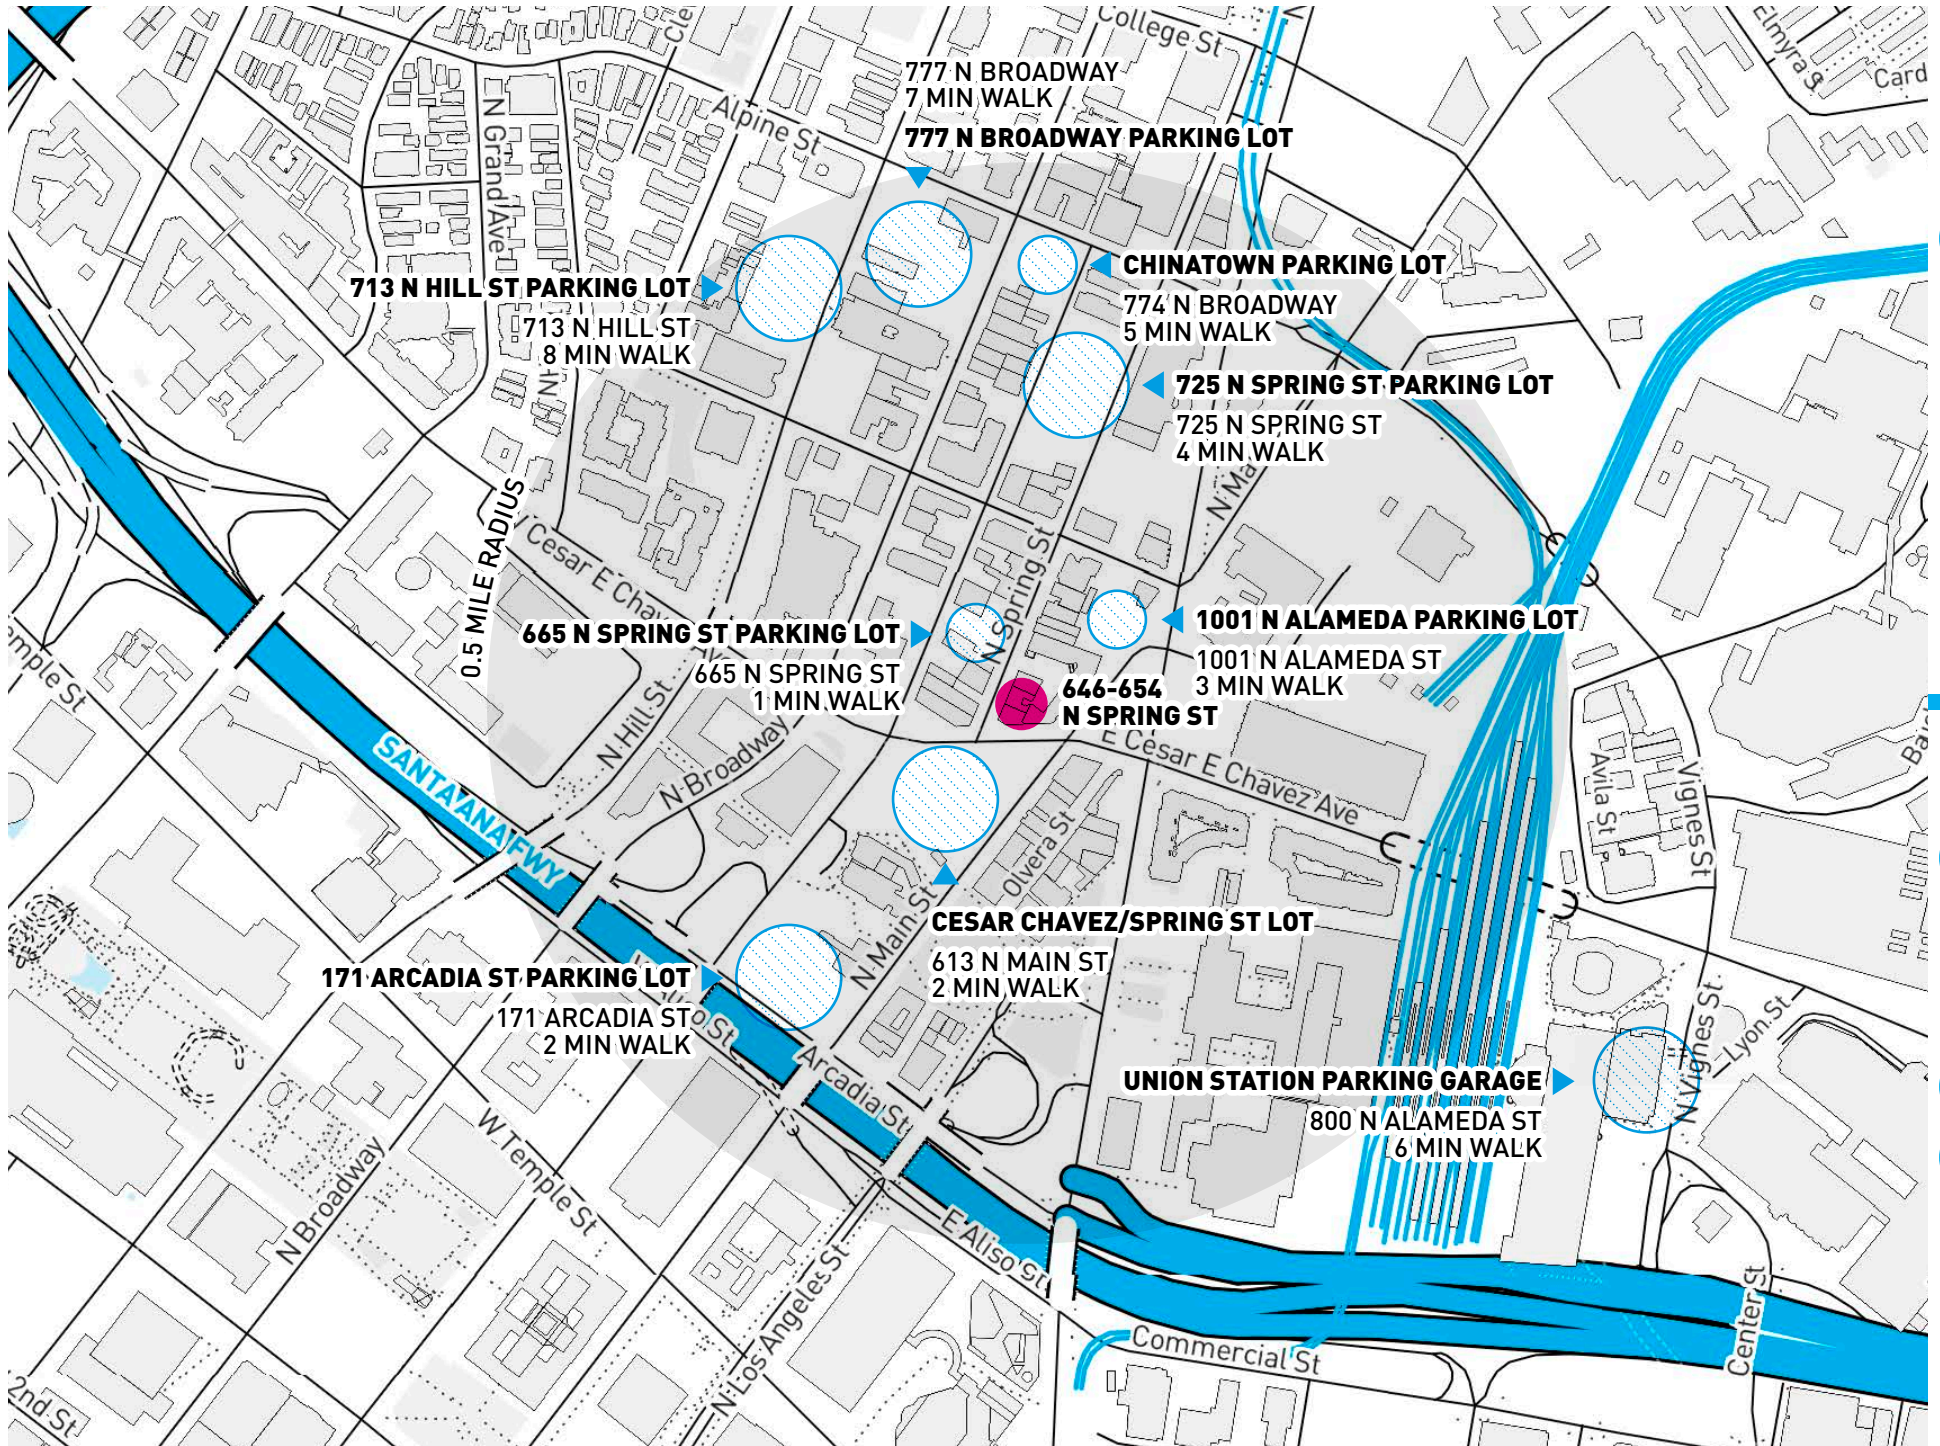 College St
Elmyra S
Card
Cle
N
777 N BROADWAY
7 MIN WALK
777 N BROADWAY PARKING LOT
Alpine St
N Grand Ave
CHINATOWN PARKING LOT
774 N BROADWAY
5 MIN WALK
713 N HILL ST PARKING LOT
713 N HILL ST
8 MIN WALK
725 N SPRING ST PARKING LOT
725 N SPRING ST
4 MIN WALK
N Ma
0.5 MILE RADIUS
Cesar E Chavez Ave
N Spring St
665 N SPRING ST PARKING LOT
665 N SPRING ST
1 MIN WALK
1001 N ALAMEDA PARKING LOT
1001 N ALAMEDA ST
3 MIN WALK
646-654
N SPRING ST
emple St
N Hill St
N Broadway
E Cesar E Chavez Ave
SANTA ANA FWY
Avila St
Vignes St
Olvera St
N Main St
CESAR CHAVEZ/SPRING ST LOT
613 N MAIN ST
2 MIN WALK
171 ARCADIA ST PARKING LOT
171 ARCADIA ST
2 MIN WALK
Arcadia St
N Vignes St
Lyon St
UNION STATION PARKING GARAGE
800 N ALAMEDA ST
6 MIN WALK
W Temple St
N Broadway
E Aliso St
N Los Angeles St
Commercial St
Center St
2nd St